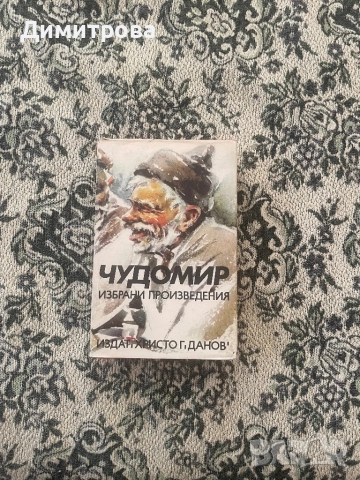 Димитрова
ЧУДОМИР
ИЗБРАНИ ПРОИЗВЕДЕНИЯ
ИЗДАТ. ХРИСТО Г. ДАНОВ